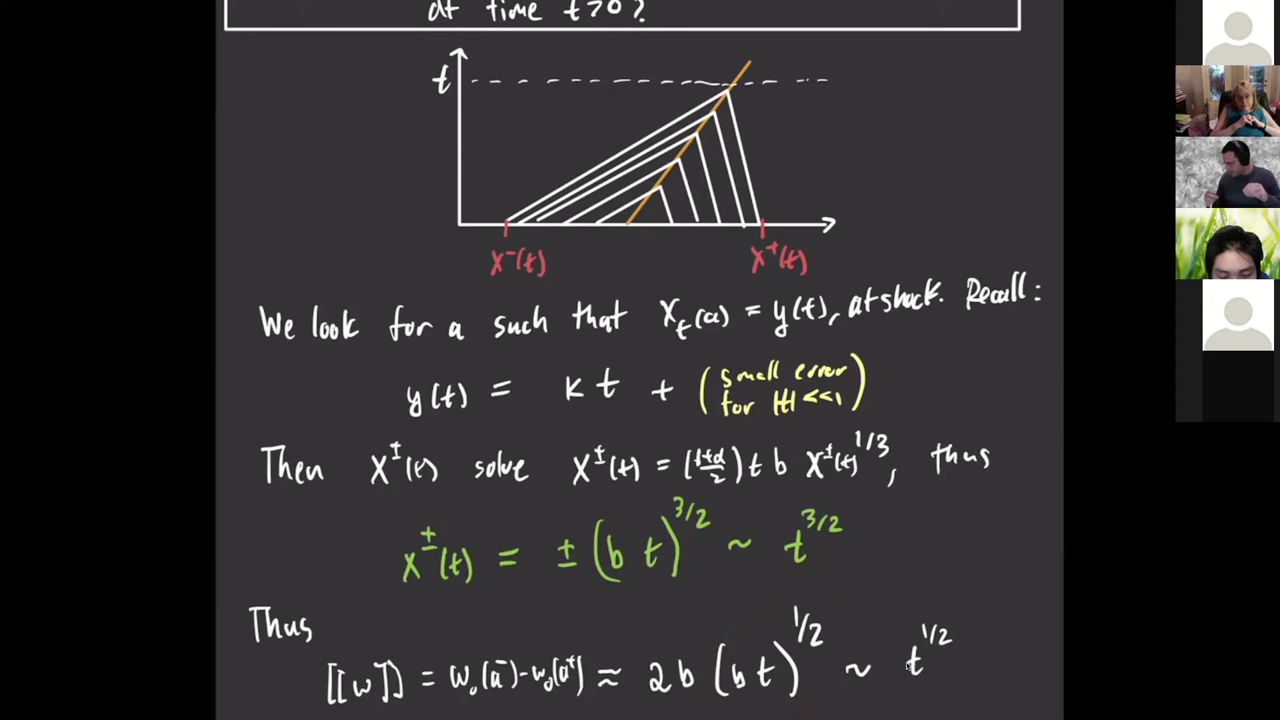 at time t>0?
t
x⁻(t) x⁺(t)
We look for a such that X_t(a) = y(t), at shock. Recall:
y(t) = κ t + (small error for |t| <<1)
Then X^±(t) solve X^±(t) = (1+α/2) t b X^±(t)^1/3, thus
x^±(t) = ± (b t)^3/2 ~ t^3/2
Thus
[[w]] = w₀(a⁻) - w₀(a⁺) ≈ 2b (b t)^1/2 ~ t^1/2